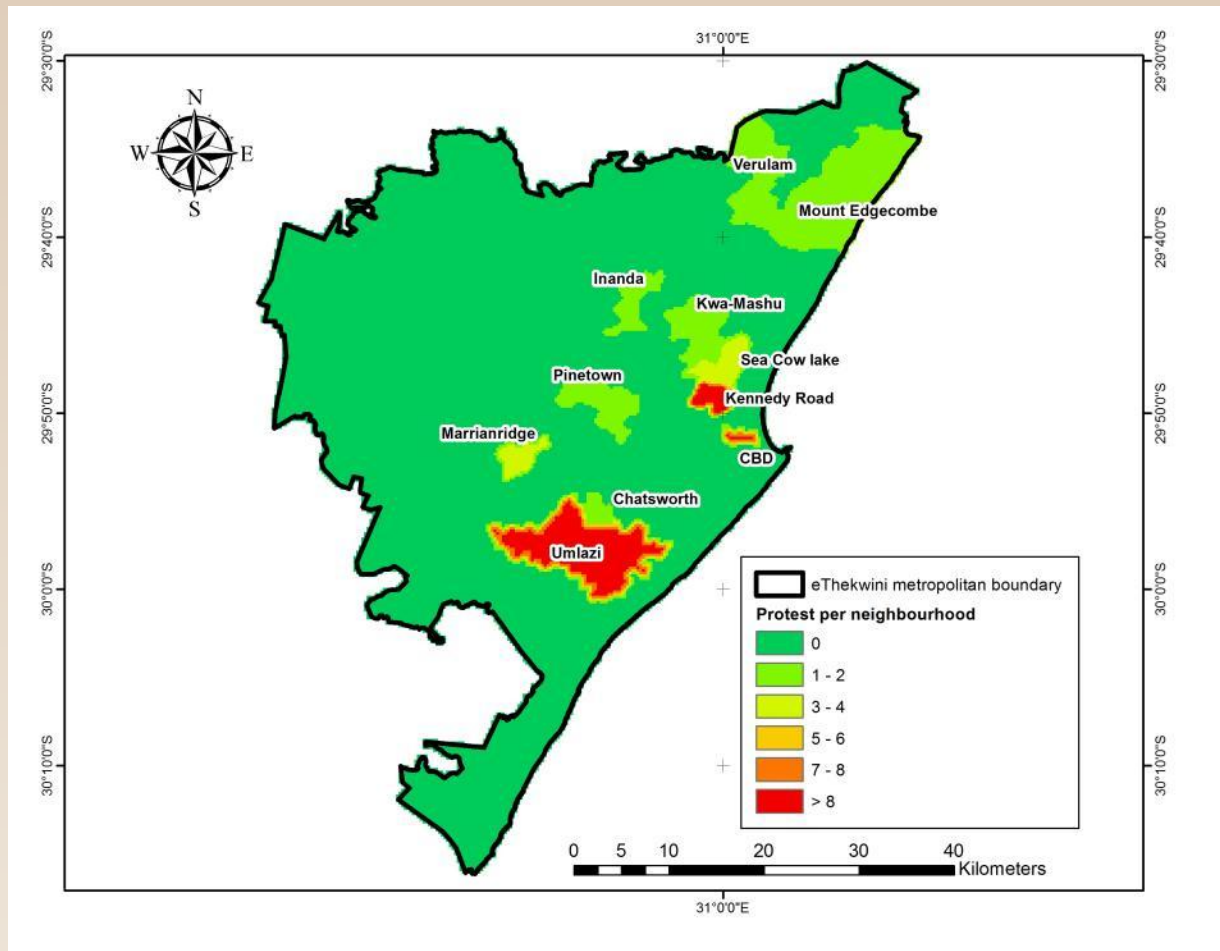 31°0'0"E
29°30'0"S
29°30'0"S
N
W
E
S
Verulam
Mount Edgecombe
29°40'0"S
29°40'0"S
Inanda
Kwa-Mashu
Sea Cow lake
Pinetown
Kennedy Road
29°50'0"S
29°50'0"S
Marrianridge
CBD
Chatsworth
Umlazi
eThekwini metropolitan boundary
30°0'0"S
30°0'0"S
Protest per neighbourhood
0
1 - 2
3 - 4
5 - 6
7 - 8
> 8
30°10'0"S
30°10'0"S
0 5 10 20 30 40
Kilometers
31°0'0"E